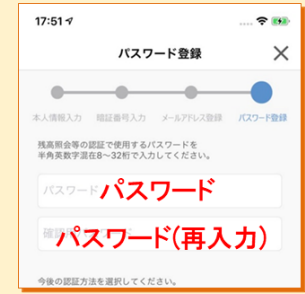 17:51
パスワード登録
本人情報入力 暗証番号入力 メールアドレス登録 パスワード登録
残高照会等の認証で使用するパスワードを
半角英数字混在8〜32桁で入力してください。
パスワード
パスワード
パスワード(再入力)
今後の認証方法を選択してください。